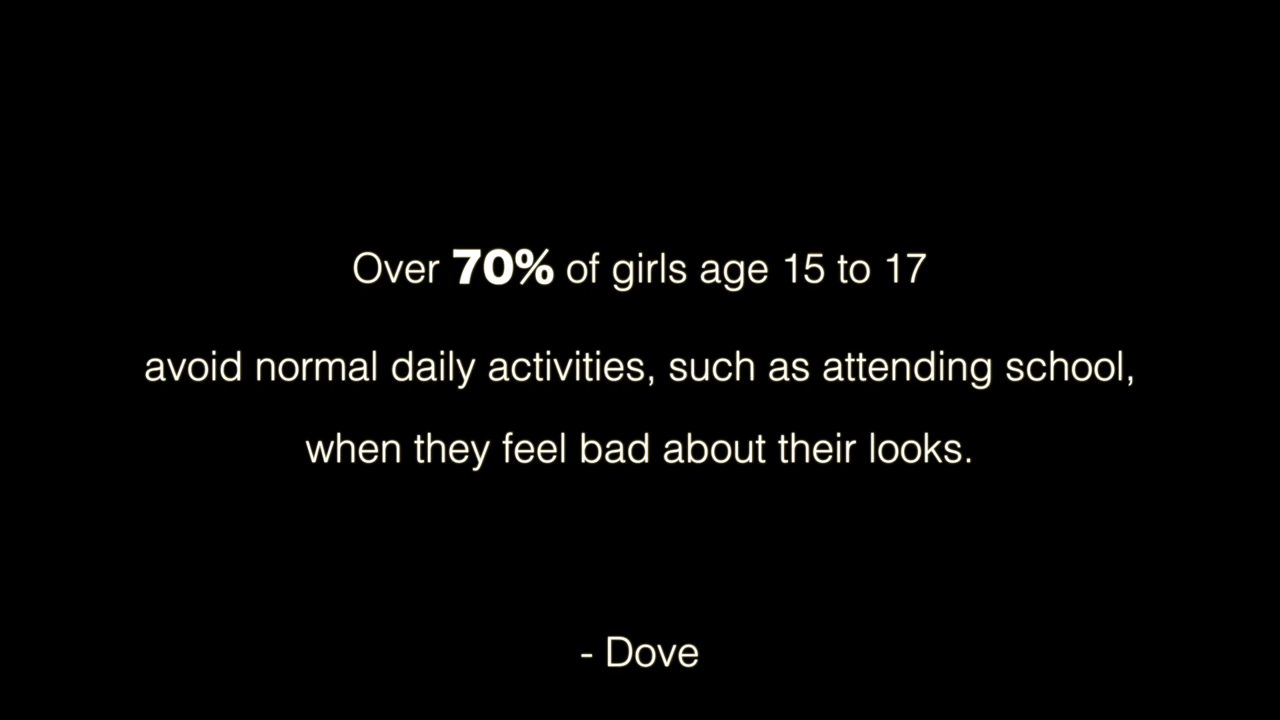 Over 70% of girls age 15 to 17
avoid normal daily activities, such as attending school,
when they feel bad about their looks.
- Dove